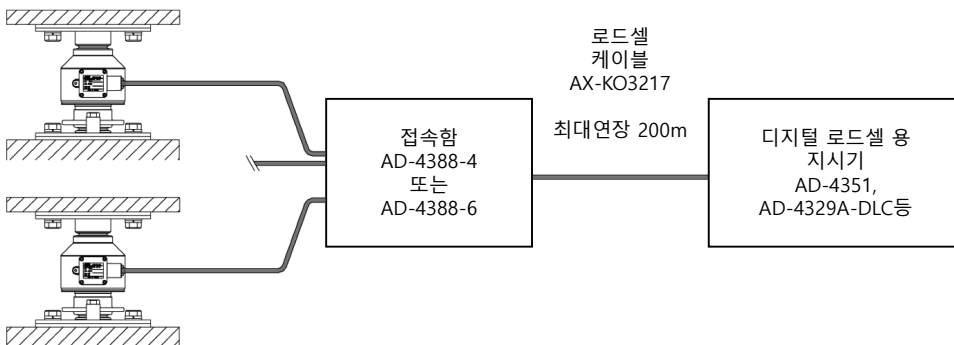 로드셀
케이블
AX-KO3217
최대연장 200m
접속함
AD-4388-4
또는
AD-4388-6
디지털 로드셀 용
지시기
AD-4351,
AD-4329A-DLC등